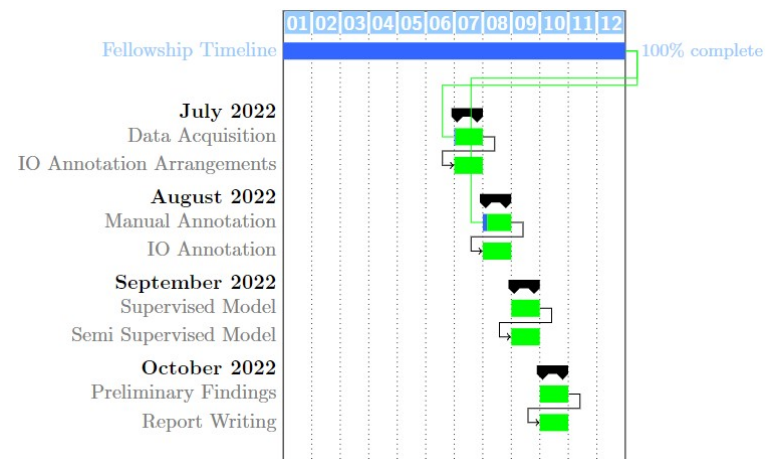 01 02 03 04 05 06 07 08 09 10 11 12
Fellowship Timeline 100% complete
July 2022
Data Acquisition
IO Annotation Arrangements
August 2022
Manual Annotation
IO Annotation
September 2022
Supervised Model
Semi Supervised Model
October 2022
Preliminary Findings
Report Writing